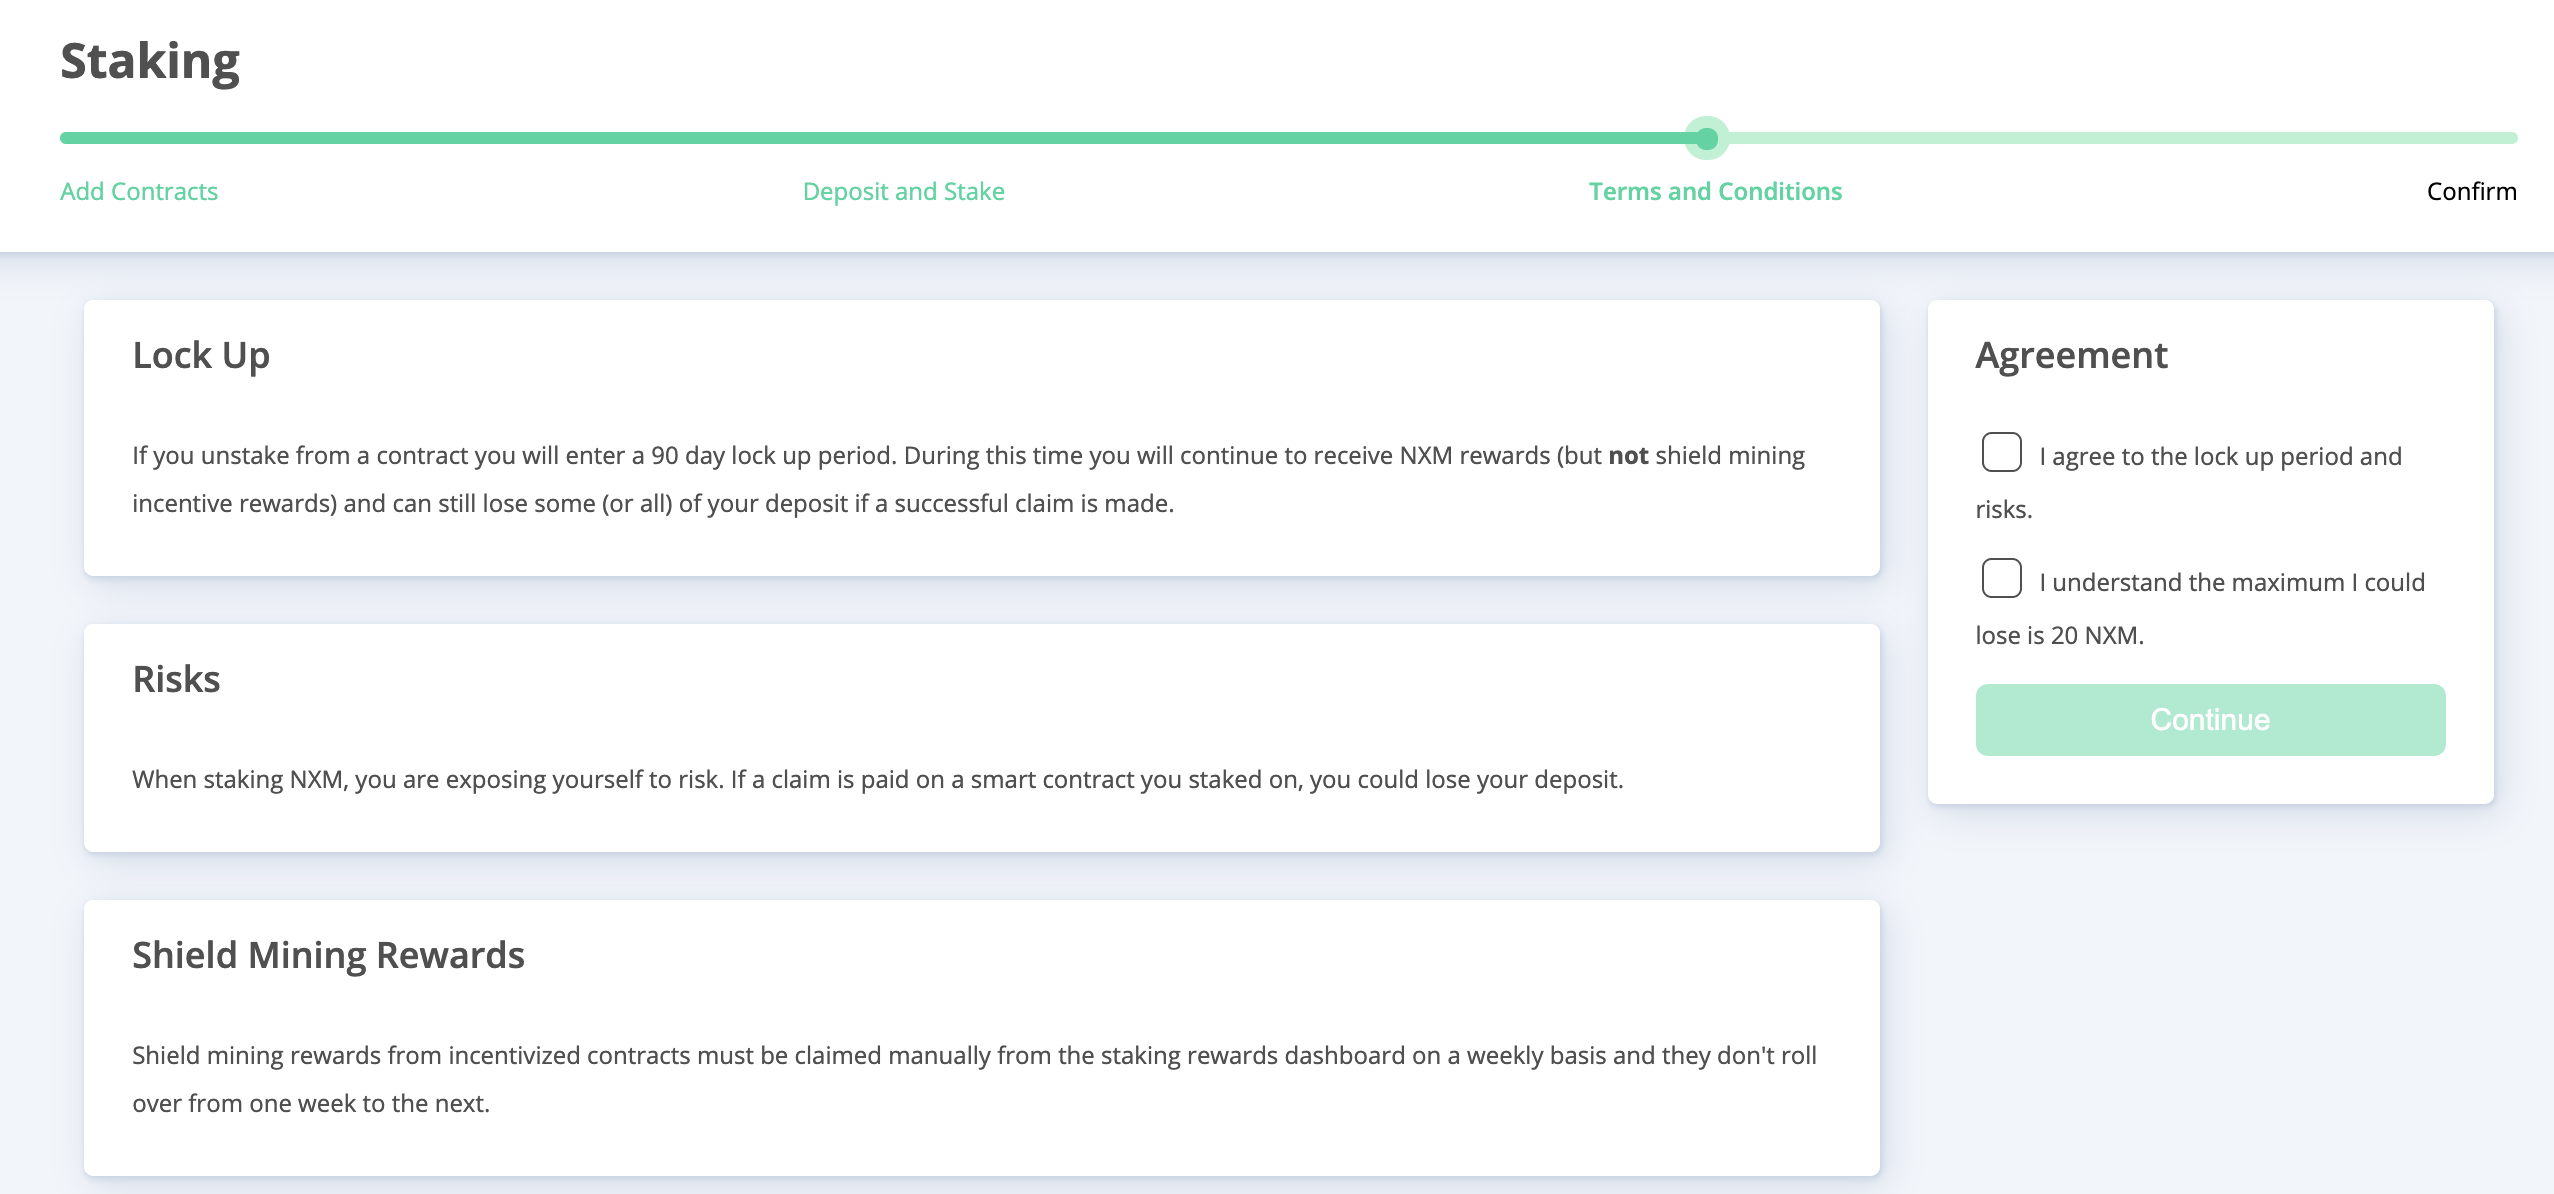 Staking
Add Contracts
Deposit and Stake
Terms and Conditions
Confirm
Lock Up
If you unstake from a contract you will enter a 90 day lock up period. During this time you will continue to receive NXM rewards (but not shield mining
incentive rewards) and can still lose some (or all) of your deposit if a successful claim is made.
Risks
When staking NXM, you are exposing yourself to risk. If a claim is paid on a smart contract you staked on, you could lose your deposit.
Shield Mining Rewards
Shield mining rewards from incentivized contracts must be claimed manually from the staking rewards dashboard on a weekly basis and they don't roll
over from one week to the next.
Agreement
I agree to the lock up period and
risks.
I understand the maximum I could
lose is 20 NXM.
Continue